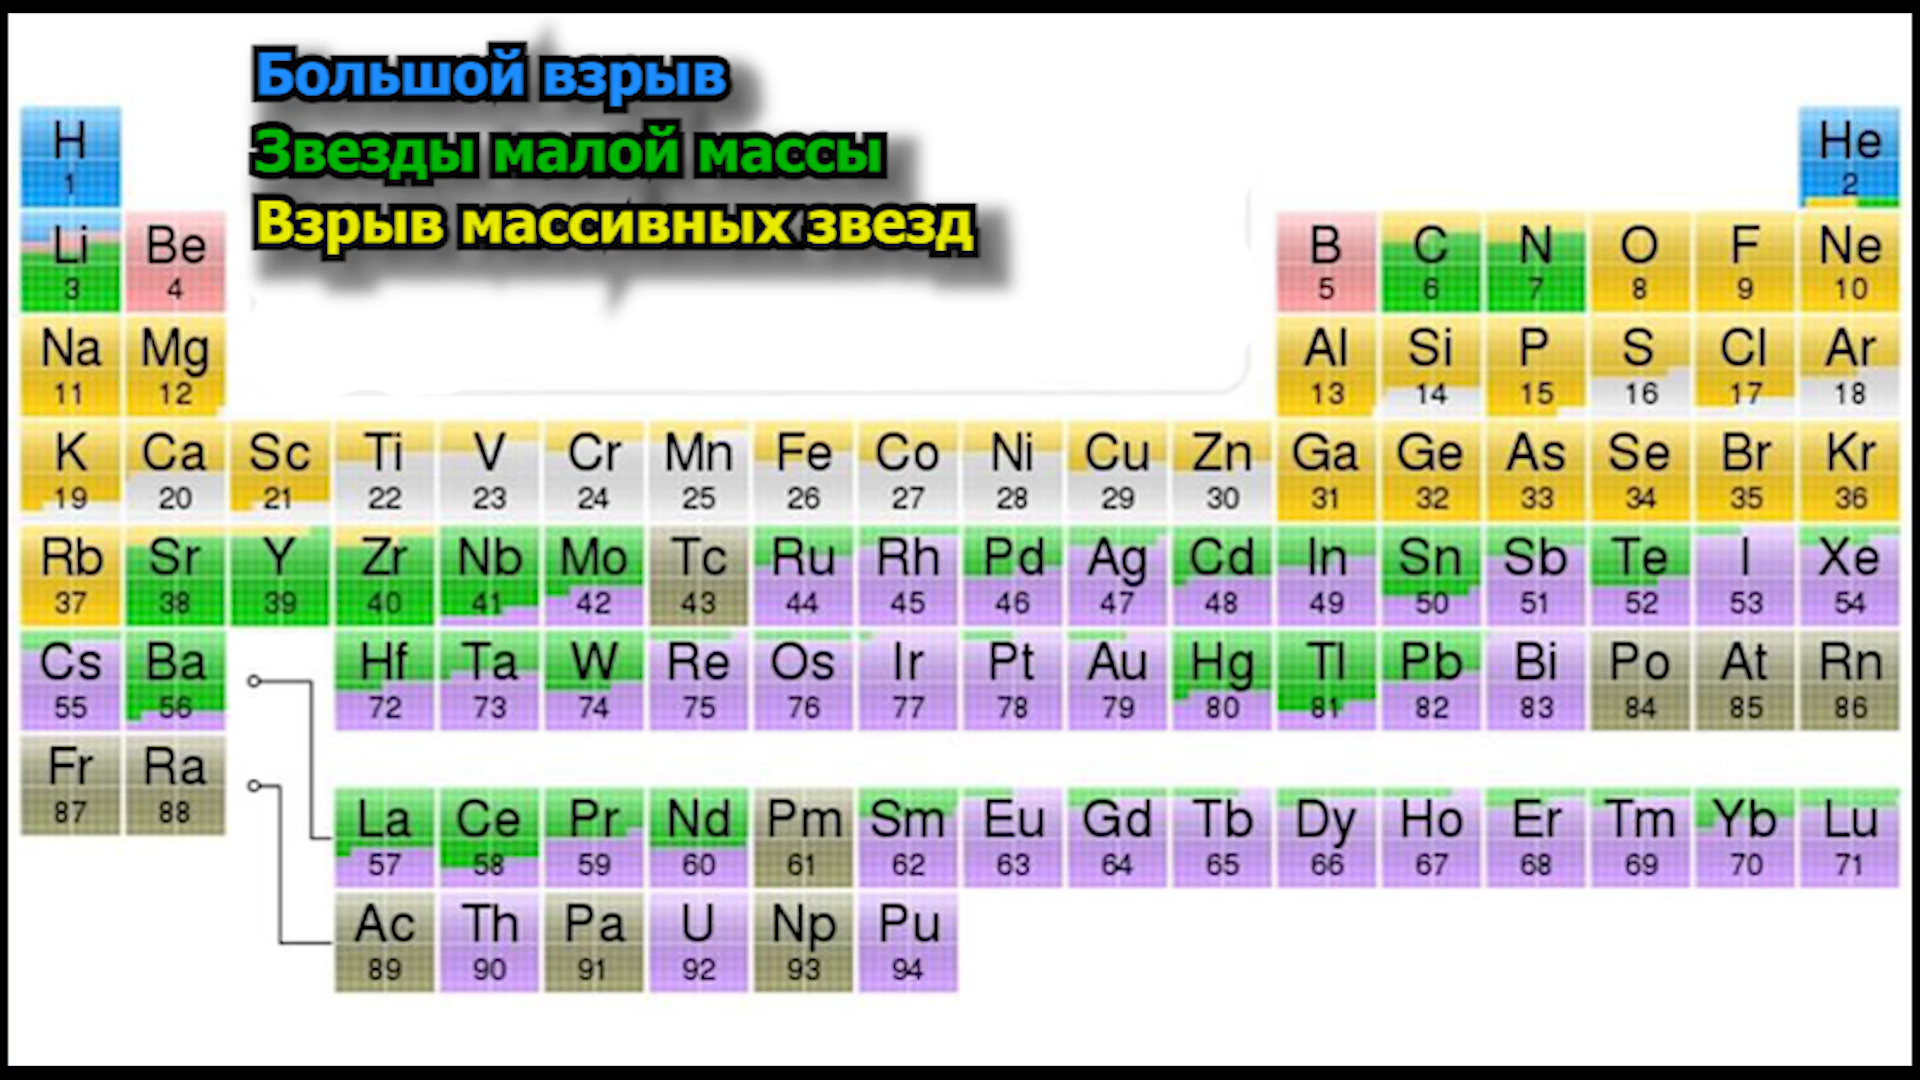 Большой взрыв
Звезды малой массы
Взрыв массивных звезд
H He
1 2
Li Be B C N O F Ne
3 4 5 6 7 8 9 10
Na Mg Al Si P S Cl Ar
11 12 13 14 15 16 17 18
K Ca Sc Ti V Cr Mn Fe Co Ni Cu Zn Ga Ge As Se Br Kr
19 20 21 22 23 24 25 26 27 28 29 30 31 32 33 34 35 36
Rb Sr Y Zr Nb Mo Tc Ru Rh Pd Ag Cd In Sn Sb Te I Xe
37 38 39 40 41 42 43 44 45 46 47 48 49 50 51 52 53 54
Cs Ba Hf Ta W Re Os Ir Pt Au Hg Tl Pb Bi Po At Rn
55 56 72 73 74 75 76 77 78 79 80 81 82 83 84 85 86
Fr Ra
87 88
La Ce Pr Nd Pm Sm Eu Gd Tb Dy Ho Er Tm Yb Lu
57 58 59 60 61 62 63 64 65 66 67 68 69 70 71
Ac Th Pa U Np Pu
89 90 91 92 93 94